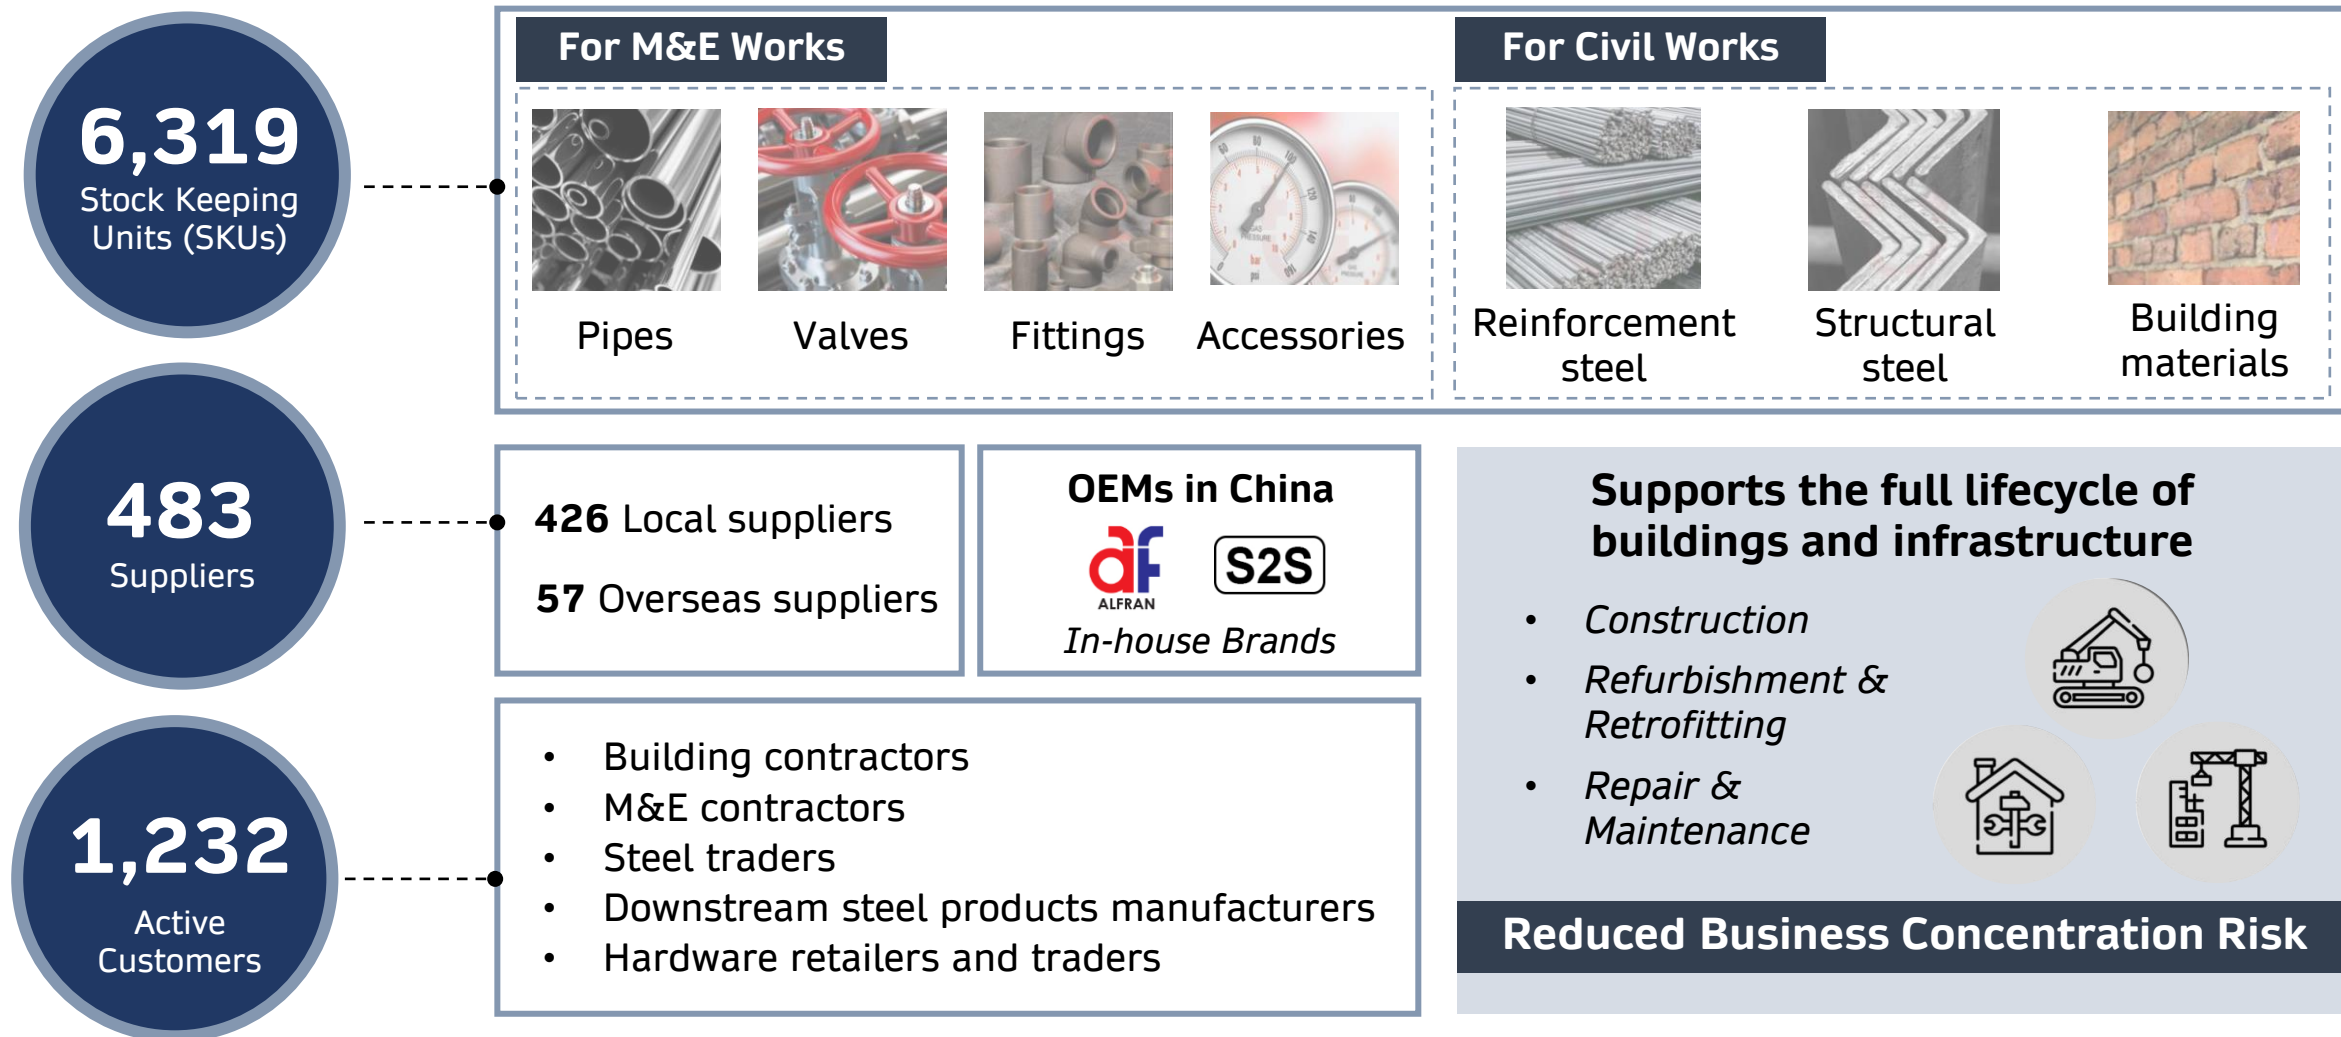 6,319
Stock Keeping
Units (SKUs)
For M&E Works
Pipes
Valves
Fittings
Accessories
For Civil Works
Reinforcement
steel
Structural
steel
Building
materials
483
Suppliers
426 Local suppliers
57 Overseas suppliers
OEMs in China
af
ALFRAN
S2S
In-house Brands
1,232
Active
Customers
• Building contractors
• M&E contractors
• Steel traders
• Downstream steel products manufacturers
• Hardware retailers and traders
Supports the full lifecycle of
buildings and infrastructure
• Construction
• Refurbishment &
Retrofitting
• Repair &
Maintenance
Reduced Business Concentration Risk